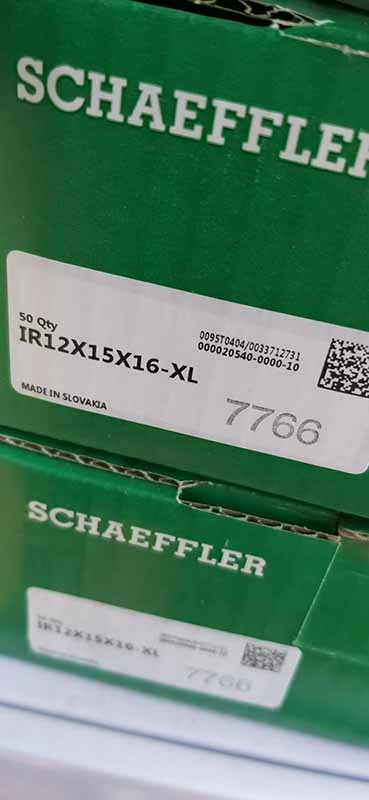 SCHAEFFLER
50 Qty
IR12X15X16-XL
0095T0404/0033712731
000020540-0000-10
MADE IN SLOVAKIA
7766
SCHAEFFLER
IR12X15X16-XL
7766